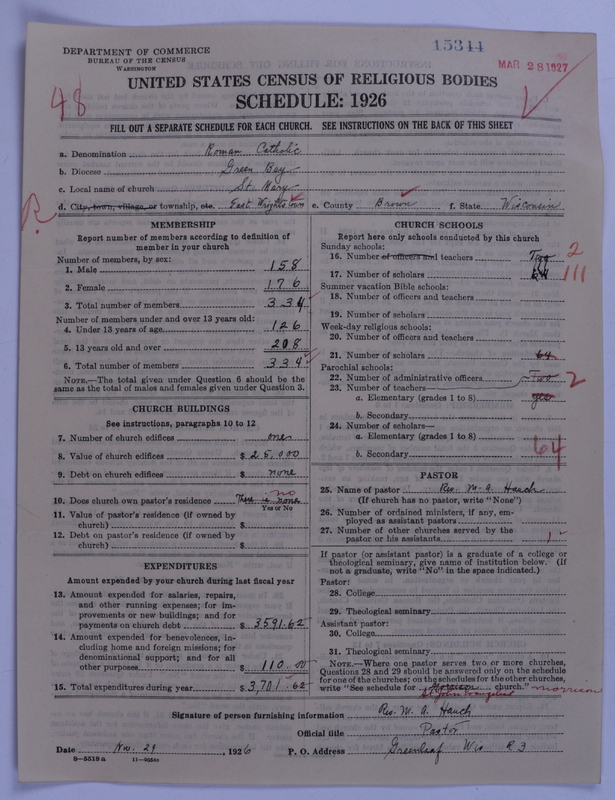 15344
MAR 28 1927
DEPARTMENT OF COMMERCE
BUREAU OF THE CENSUS
WASHINGTON
UNITED STATES CENSUS OF RELIGIOUS BODIES
SCHEDULE: 1926
48
FILL OUT A SEPARATE SCHEDULE FOR EACH CHURCH. SEE INSTRUCTIONS ON THE BACK OF THIS SHEET
a. Denomination Roman Catholic
b. Diocese Green Bay
c. Local name of church St. Mary
R
d. City, town, village, or township, etc. East Wrightstown e. County Brown f. State Wisconsin
MEMBERSHIP
Report number of members according to definition of
member in your church
Number of members, by sex:
1. Male 158
2. Female 176
3. Total number of members 334
Number of members under and over 13 years old:
4. Under 13 years of age 126
5. 13 years old and over 208
6. Total number of members 334
NOTE.—The total given under Question 6 should be the
same as the total of males and females given under Question 3.
CHURCH BUILDINGS
See instructions, paragraphs 10 to 12
7. Number of church edifices one
8. Value of church edifices $ 25,000
9. Debt on church edifices $ none
10. Does church own pastor's residence There is none no
Yes or No
11. Value of pastor's residence (if owned by
church) $
12. Debt on pastor's residence (if owned by
church) $
EXPENDITURES
Amount expended by your church during last fiscal year
13. Amount expended for salaries, repairs,
and other running expenses; for im-
provements or new buildings; and for
payments on church debt $ 3591.62
14. Amount expended for benevolences, in-
cluding home and foreign missions; for
denominational support; and for all
other purposes $ 110.00
15. Total expenditures during year $ 3,701.62
CHURCH SCHOOLS
Report here only schools conducted by this church
Sunday schools:
16. Number of officers and teachers Two 2
17. Number of scholars 64 111
Summer vacation Bible schools:
18. Number of officers and teachers
19. Number of scholars
Week-day religious schools:
20. Number of officers and teachers
21. Number of scholars 64
Parochial schools:
22. Number of administrative officers Two 2
23. Number of teachers—
a. Elementary (grades 1 to 8) yes
b. Secondary
24. Number of scholars—
a. Elementary (grades 1 to 8) 64
b. Secondary
PASTOR
25. Name of pastor Rev. M. A. Hauch
(If church has no pastor, write "None")
26. Number of ordained ministers, if any, em-
ployed as assistant pastors
27. Number of other churches served by the
pastor or his assistants 1
If pastor (or assistant pastor) is a graduate of a college or
theological seminary, give name of institution below. (If
not a graduate, write "No" in the space indicated.)
Pastor:
28. College
29. Theological seminary
Assistant pastor:
30. College
31. Theological seminary
NOTE.—Where one pastor serves two or more churches,
Questions 28 and 29 should be answered only on the schedule
for one of the churches; on the schedules for the other churches,
write "See schedule for Morrison church." morrison
St John Evangelist
Signature of person furnishing information Rev. M. A. Hauch
Official title Pastor
Date Nov. 29, 1926 P. O. Address Greenleaf Wis R 3
8—5518a